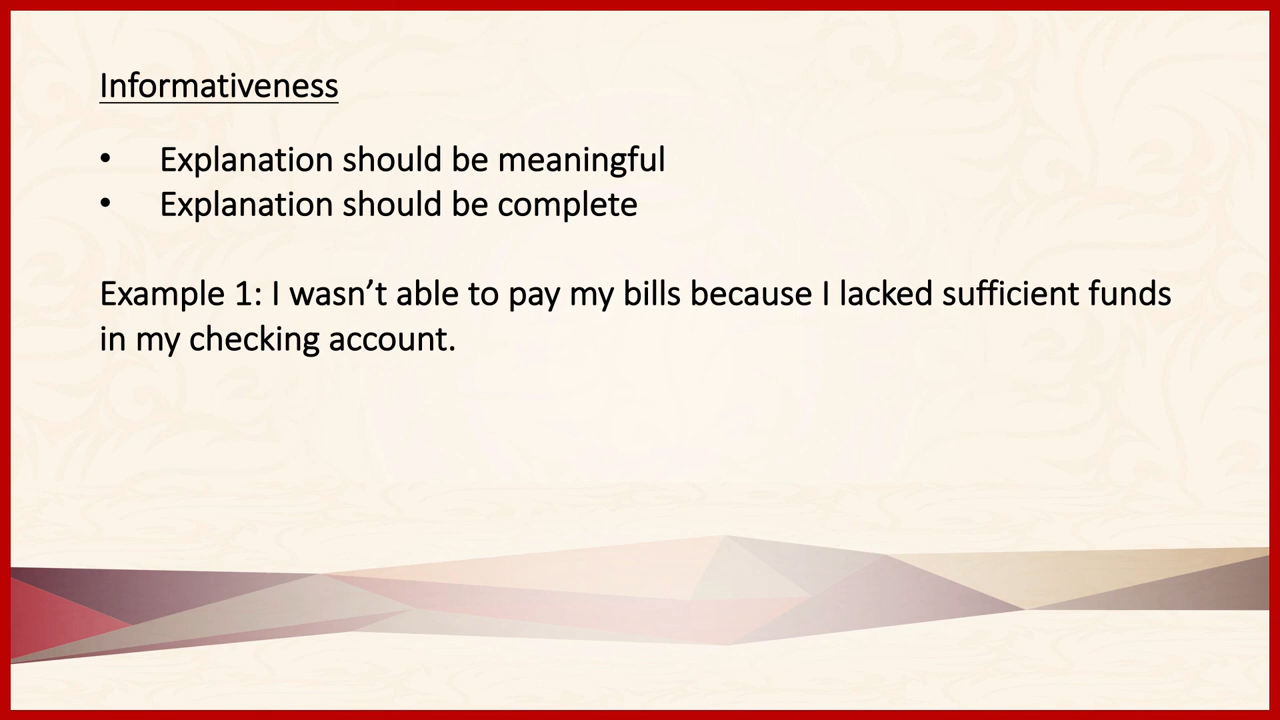 Informativeness
• Explanation should be meaningful
• Explanation should be complete
Example 1: I wasn’t able to pay my bills because I lacked sufficient funds
in my checking account.